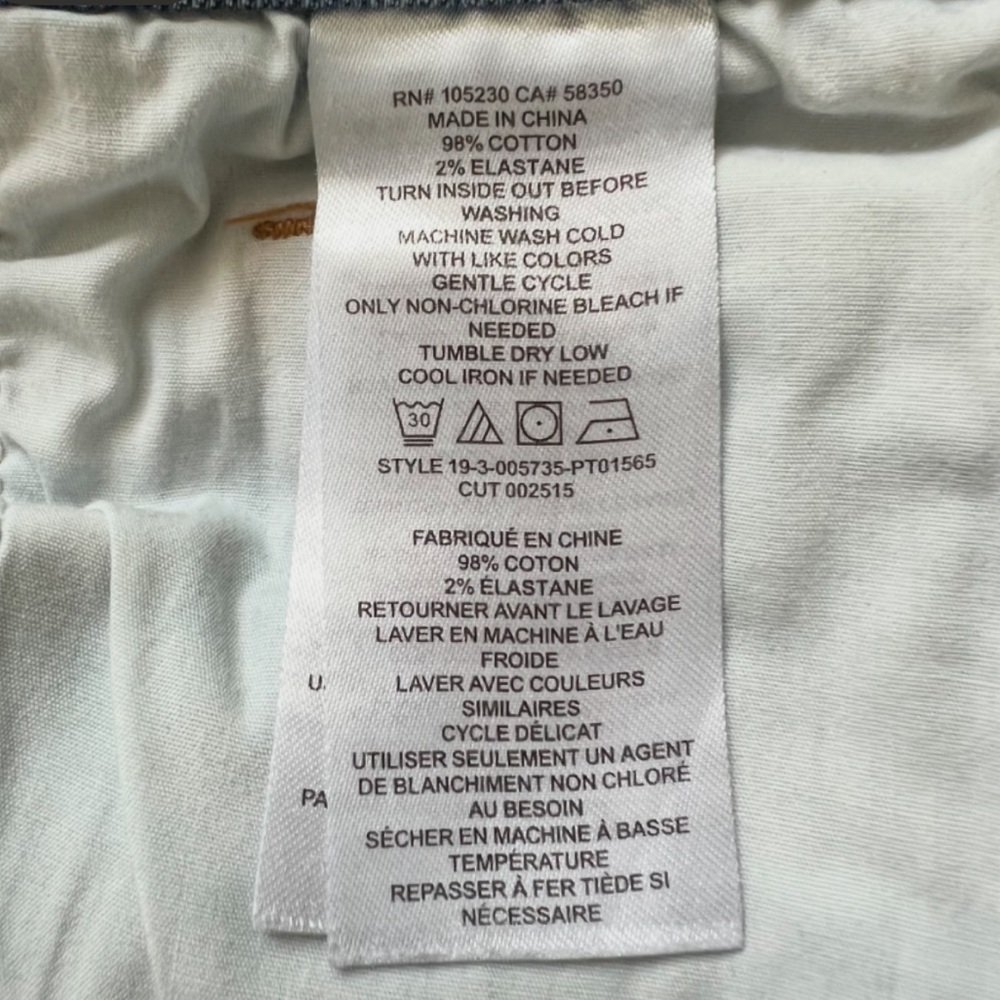 RN# 105230 CA# 58350
MADE IN CHINA
98% COTTON
2% ELASTANE
TURN INSIDE OUT BEFORE
WASHING
MACHINE WASH COLD
WITH LIKE COLORS
GENTLE CYCLE
ONLY NON-CHLORINE BLEACH IF
NEEDED
TUMBLE DRY LOW
COOL IRON IF NEEDED
30
STYLE 19-3-005735-PT01565
CUT 002515
FABRIQUÉ EN CHINE
98% COTON
2% ÉLASTANE
RETOURNER AVANT LE LAVAGE
LAVER EN MACHINE À L'EAU
FROIDE
LAVER AVEC COULEURS
SIMILAIRES
CYCLE DÉLICAT
UTILISER SEULEMENT UN AGENT
DE BLANCHIMENT NON CHLORÉ
AU BESOIN
SÉCHER EN MACHINE À BASSE
TEMPÉRATURE
REPASSER À FER TIÈDE SI
NÉCESSAIRE
U.
PA